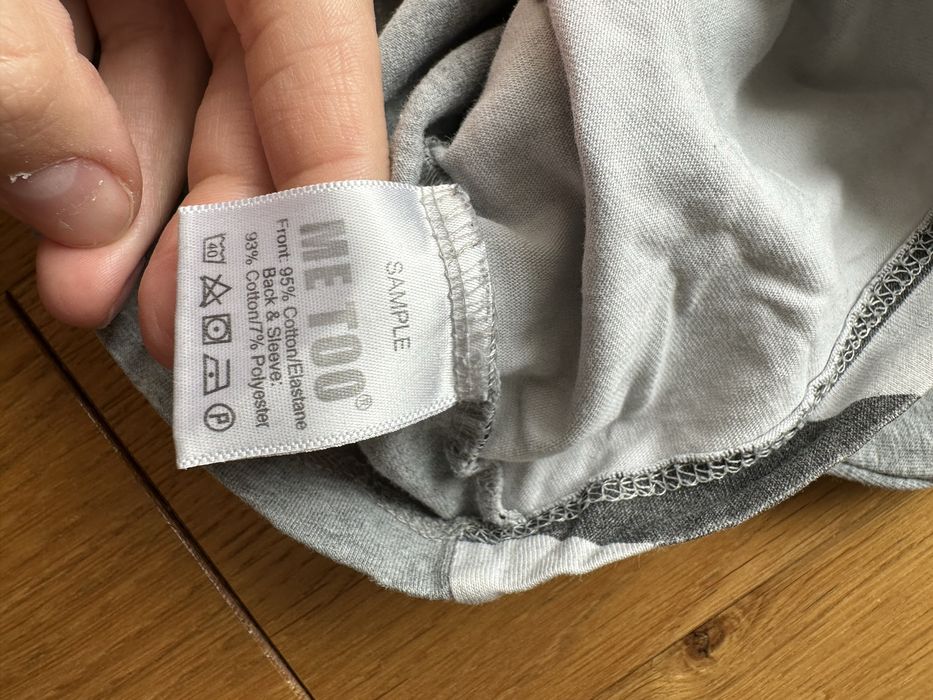 SAMPLE
ME TOO®
Front: 95% Cotton/Elastane
Back & Sleeve:
93% Cotton/7% Polyester
40 P